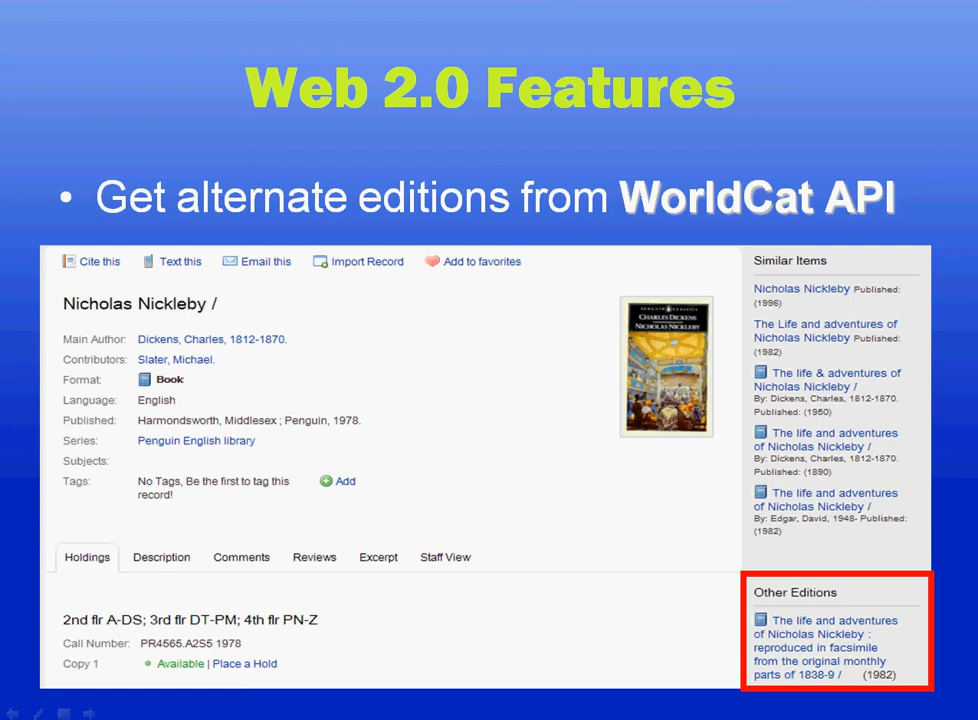 Web 2.0 Features
• Get alternate editions from WorldCat API
Cite this Text this Email this Import Record Add to favorites
Nicholas Nickleby /
Main Author: Dickens, Charles, 1812-1870.
Contributors: Slater, Michael.
Format: Book
Language: English
Published: Harmondsworth, Middlesex ; Penguin, 1978.
Series: Penguin English library
Subjects:
Tags: No Tags, Be the first to tag this
record!
Add
PENGUIN CLASSICS
CHARLES DICKENS
NICHOLAS NICKLEBY
Holdings Description Comments Reviews Excerpt Staff View
2nd flr A-DS; 3rd flr DT-PM; 4th flr PN-Z
Call Number: PR4565.A2S5 1978
Copy 1 Available | Place a Hold
Similar Items
Nicholas Nickleby Published:
(1996)
The Life and adventures of
Nicholas Nickleby Published:
(1982)
The life & adventures of
Nicholas Nickleby /
By: Dickens, Charles, 1812-1870.
Published: (1950)
The life and adventures
of Nicholas Nickleby /
By: Dickens, Charles, 1812-1870.
Published: (1890)
The life and adventures
of Nicholas Nickleby /
By: Edgar, David, 1948- Published:
(1982)
Other Editions
The life and adventures
of Nicholas Nickleby :
reproduced in facsimile
from the original monthly
parts of 1838-9 / (1982)